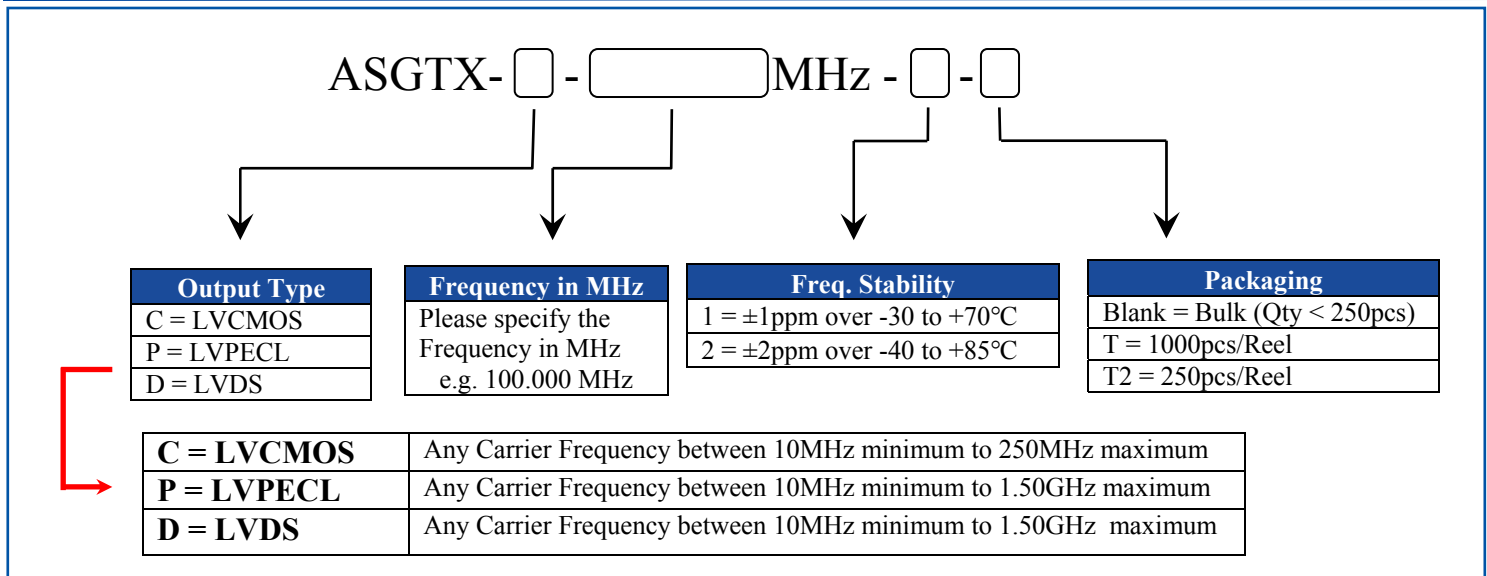 ASGTX- - MHz - -
Output Type
C = LVCMOS
P = LVPECL
D = LVDS
Frequency in MHz
Please specify the
Frequency in MHz
e.g. 100.000 MHz
Freq. Stability
1 = ±1ppm over -30 to +70℃
2 = ±2ppm over -40 to +85℃
Packaging
Blank = Bulk (Qty < 250pcs)
T = 1000pcs/Reel
T2 = 250pcs/Reel
C = LVCMOS Any Carrier Frequency between 10MHz minimum to 250MHz maximum
P = LVPECL Any Carrier Frequency between 10MHz minimum to 1.50GHz maximum
D = LVDS Any Carrier Frequency between 10MHz minimum to 1.50GHz maximum